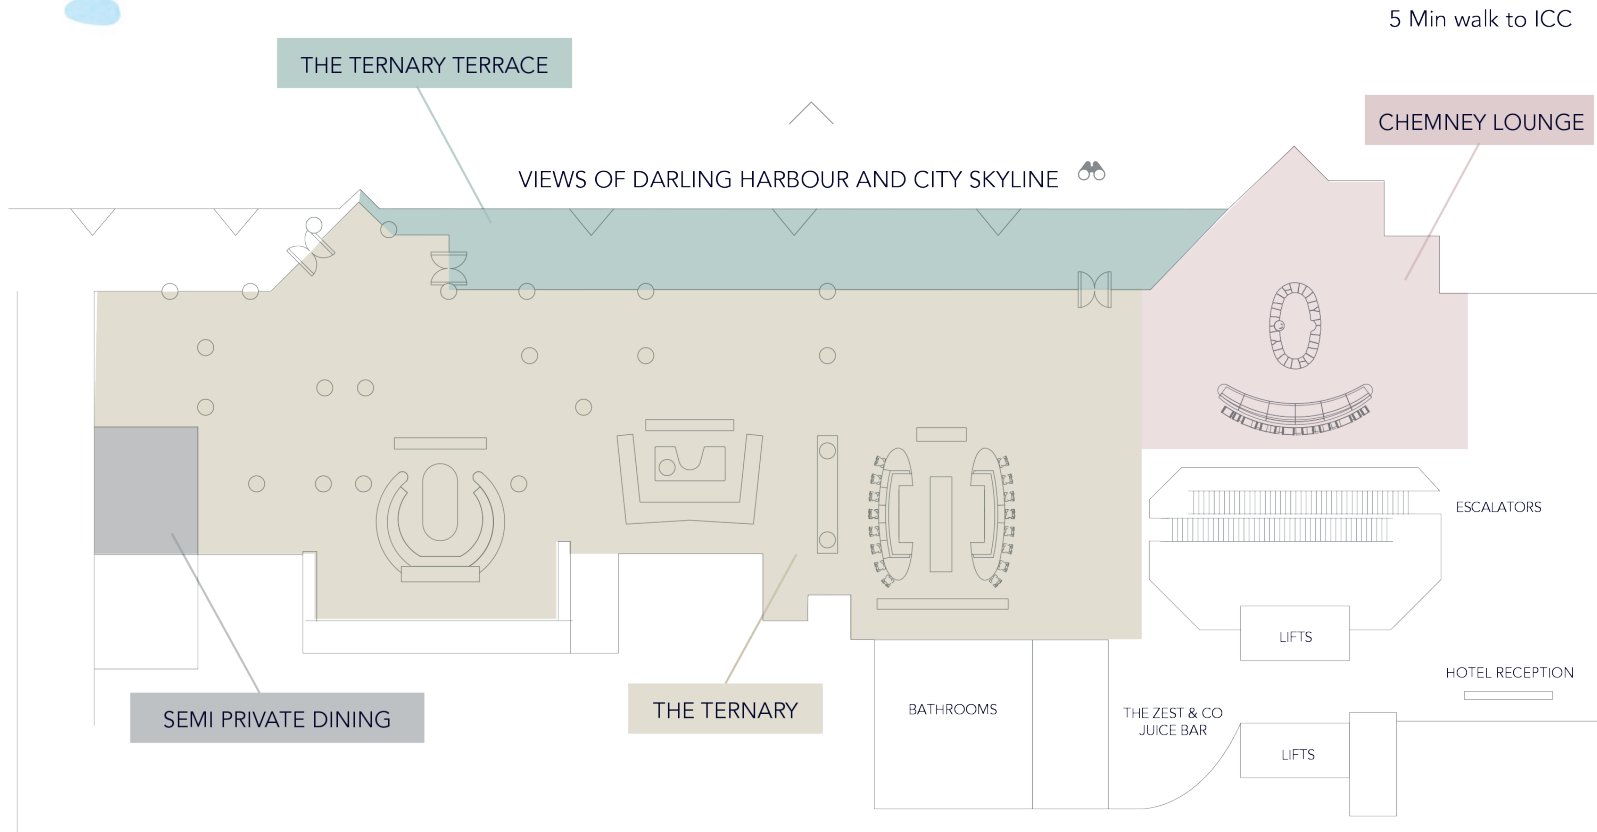 5 Min walk to ICC
THE TERNARY TERRACE
CHEMNEY LOUNGE
VIEWS OF DARLING HARBOUR AND CITY SKYLINE
ESCALATORS
LIFTS
HOTEL RECEPTION
SEMI PRIVATE DINING
THE TERNARY
BATHROOMS
THE ZEST & CO
JUICE BAR
LIFTS